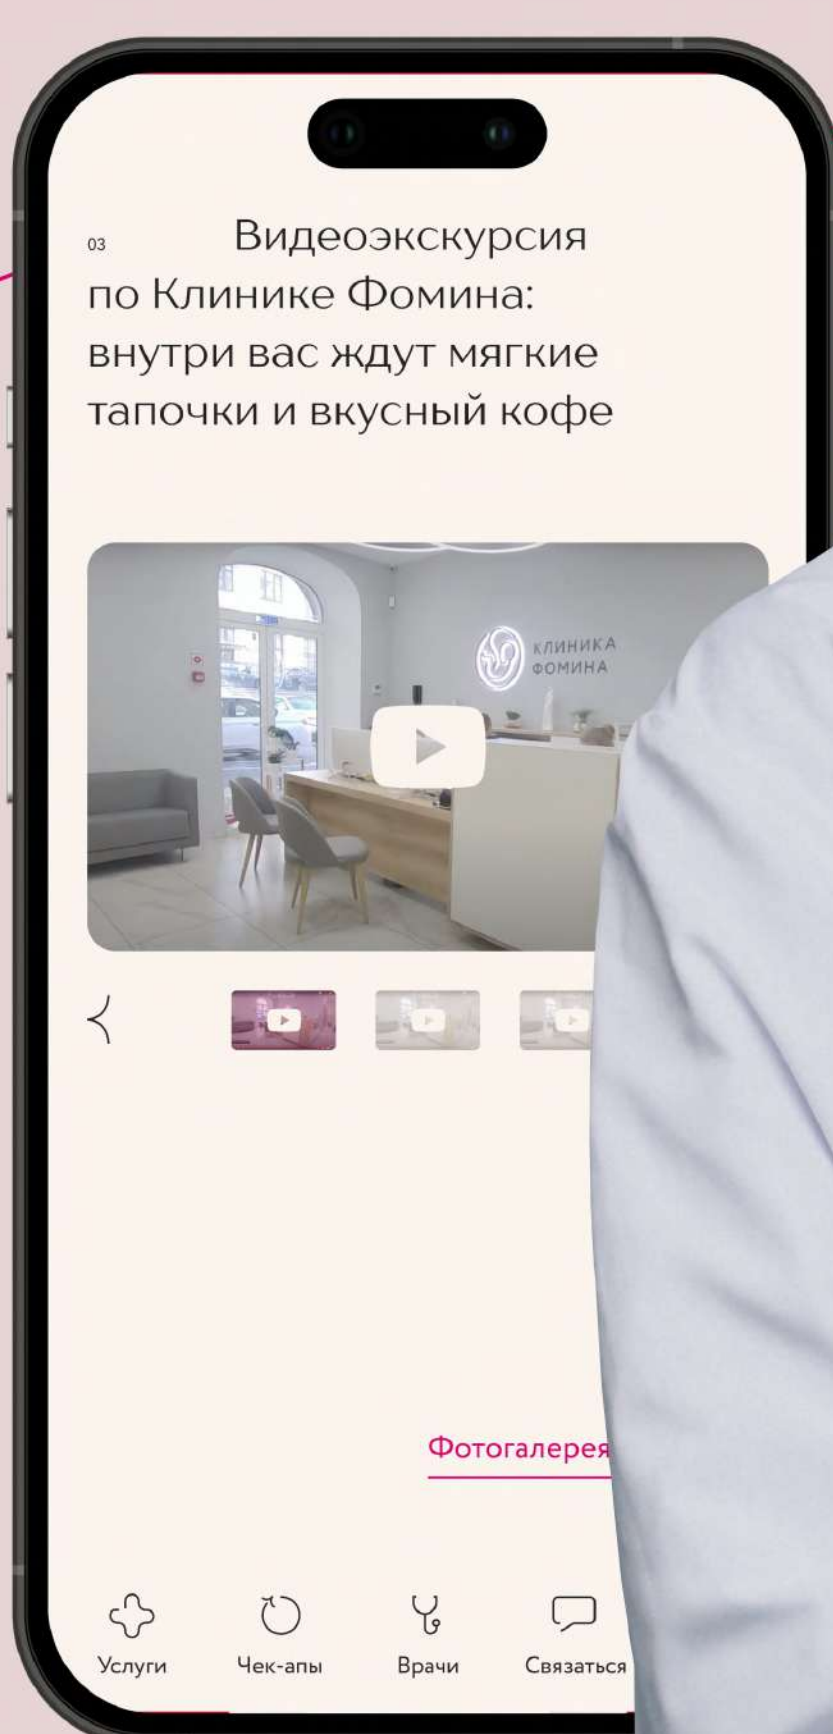 03
Видеоэкскурсия
по Клинике Фомина:
внутри вас ждут мягкие
тапочки и вкусный кофе
КЛИНИКА
ФОМИНА
Фотогалерея
Услуги
Чек-апы
Врачи
Связаться